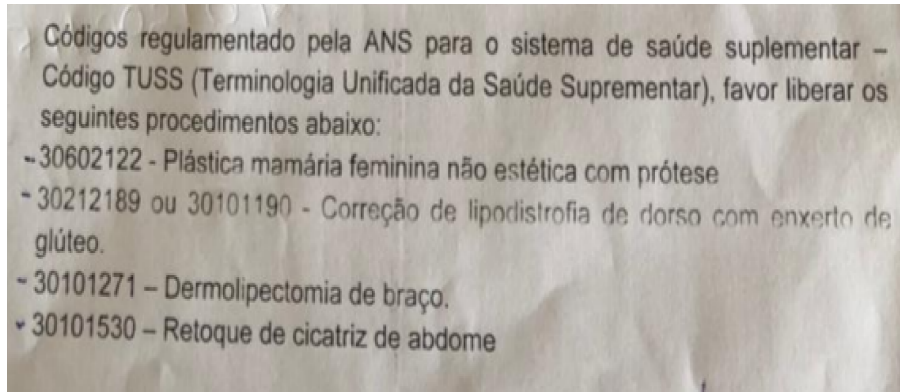 Códigos regulamentado pela ANS para o sistema de saúde suplementar –
Código TUSS (Terminologia Unificada da Saúde Suprementar), favor liberar os
seguintes procedimentos abaixo:
- 30602122 - Plástica mamária feminina não estética com prótese
- 30212189 ou 30101190 - Correção de lipodistrofia de dorso com enxerto de
glúteo.
- 30101271 – Dermolipectomia de braço.
- 30101530 – Retoque de cicatriz de abdome